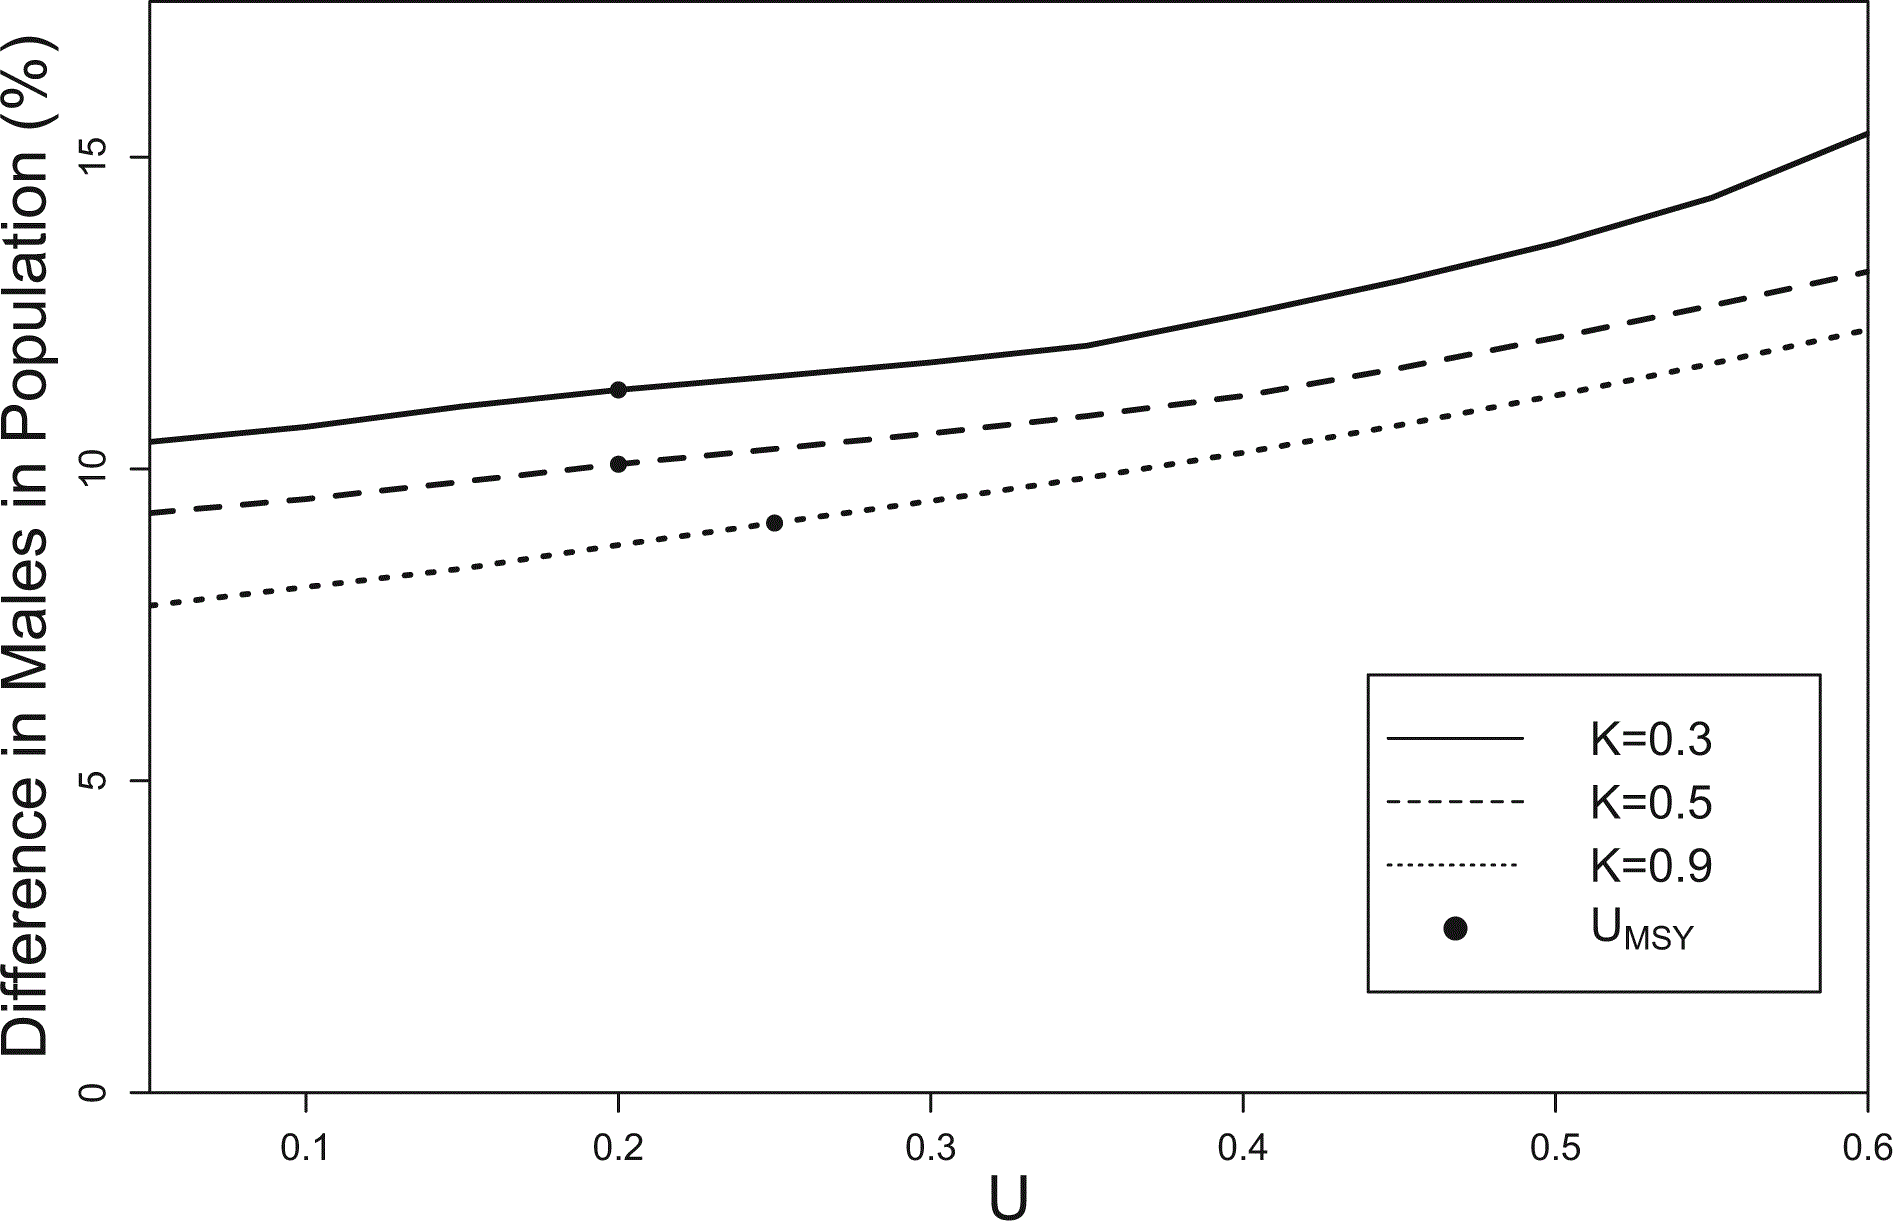 Difference in Males in Population (%)
15
10
5
0
K=0.3
K=0.5
K=0.9
UMSY
0.1 0.2 0.3 0.4 0.5 0.6
U